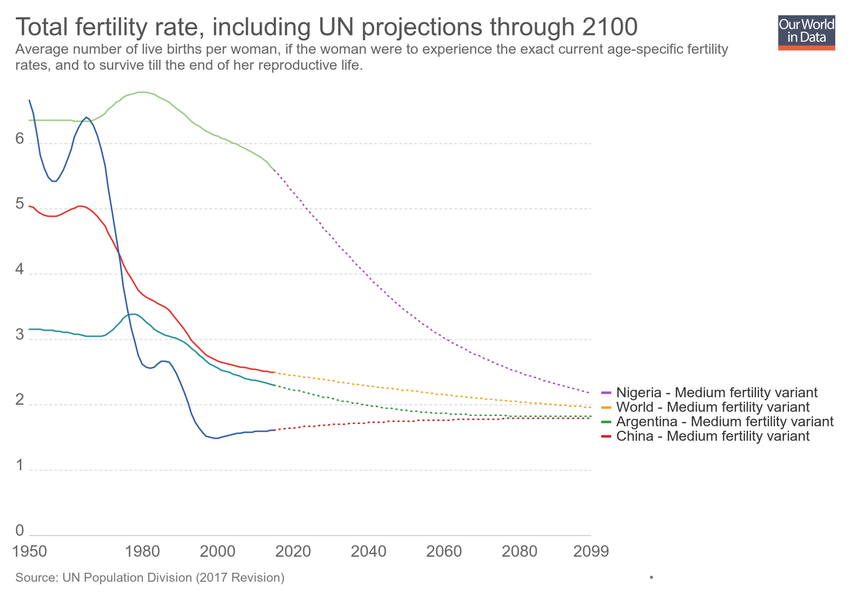 Total fertility rate, including UN projections through 2100
Our World
in Data
Average number of live births per woman, if the woman were to experience the exact current age-specific fertility
rates, and to survive till the end of her reproductive life.
6
5
4
3
2
1
0
Nigeria - Medium fertility variant
World - Medium fertility variant
Argentina - Medium fertility variant
China - Medium fertility variant
1950 1980 2000 2020 2040 2060 2080 2099
Source: UN Population Division (2017 Revision)